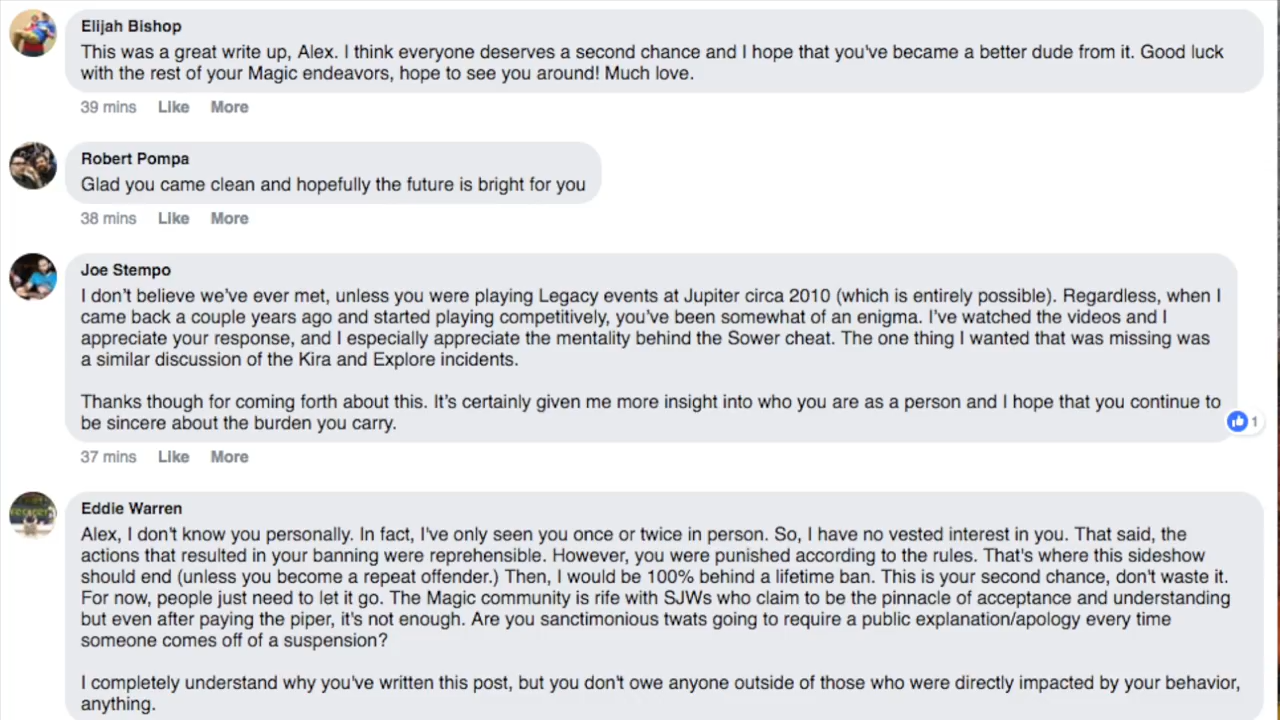 Elijah Bishop
This was a great write up, Alex. I think everyone deserves a second chance and I hope that you've became a better dude from it. Good luck
with the rest of your Magic endeavors, hope to see you around! Much love.
39 mins Like More
Robert Pompa
Glad you came clean and hopefully the future is bright for you
38 mins Like More
Joe Stempo
I don't believe we've ever met, unless you were playing Legacy events at Jupiter circa 2010 (which is entirely possible). Regardless, when I
came back a couple years ago and started playing competitively, you've been somewhat of an enigma. I've watched the videos and I
appreciate your response, and I especially appreciate the mentality behind the Sower cheat. The one thing I wanted that was missing was
a similar discussion of the Kira and Explore incidents.
Thanks though for coming forth about this. It's certainly given me more insight into who you are as a person and I hope that you continue to
be sincere about the burden you carry.
1
37 mins Like More
Eddie Warren
Alex, I don't know you personally. In fact, I've only seen you once or twice in person. So, I have no vested interest in you. That said, the
actions that resulted in your banning were reprehensible. However, you were punished according to the rules. That's where this sideshow
should end (unless you become a repeat offender.) Then, I would be 100% behind a lifetime ban. This is your second chance, don't waste it.
For now, people just need to let it go. The Magic community is rife with SJWs who claim to be the pinnacle of acceptance and understanding
but even after paying the piper, it's not enough. Are you sanctimonious twats going to require a public explanation/apology every time
someone comes off of a suspension?
I completely understand why you've written this post, but you don't owe anyone outside of those who were directly impacted by your behavior,
anything.